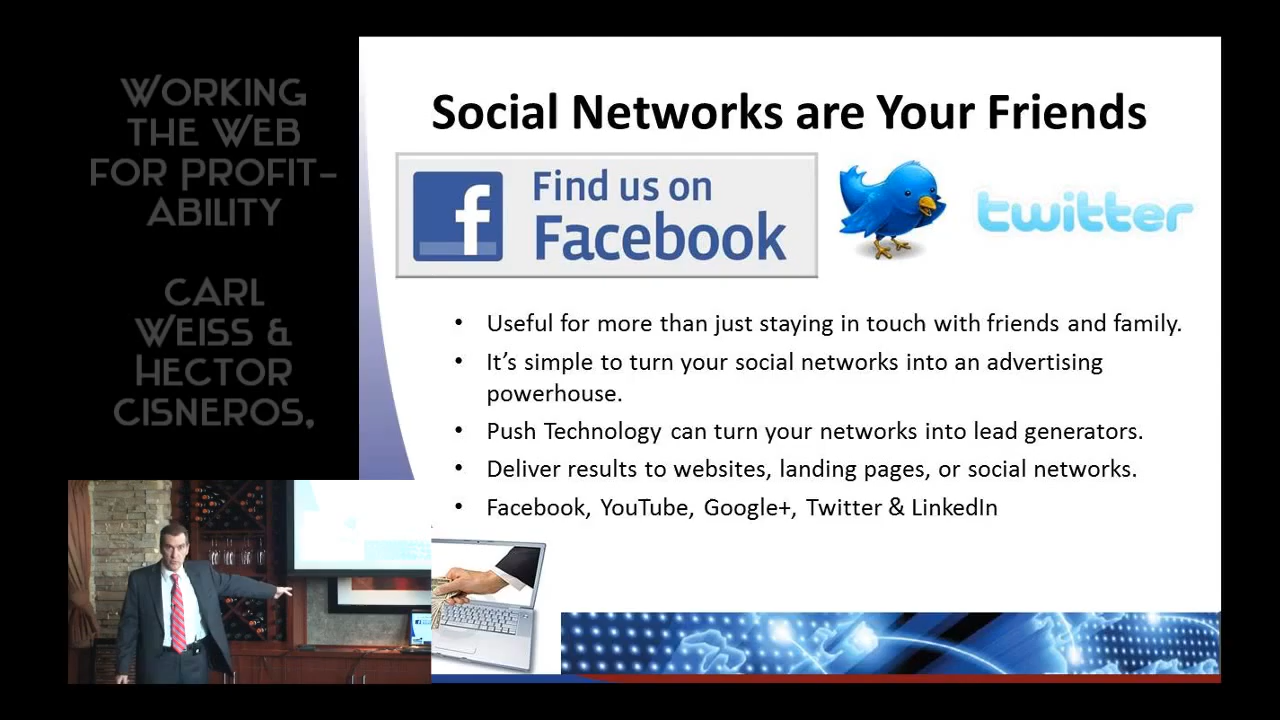 WORKING
THE WEB
FOR PROFIT-
ABILITY
CARL
WEISS &
HECTOR
CISNEROS,
Social Networks are Your Friends
Find us on
Facebook
twitter
• Useful for more than just staying in touch with friends and family.
• It's simple to turn your social networks into an advertising
powerhouse.
• Push Technology can turn your networks into lead generators.
• Deliver results to websites, landing pages, or social networks.
• Facebook, YouTube, Google+, Twitter & LinkedIn